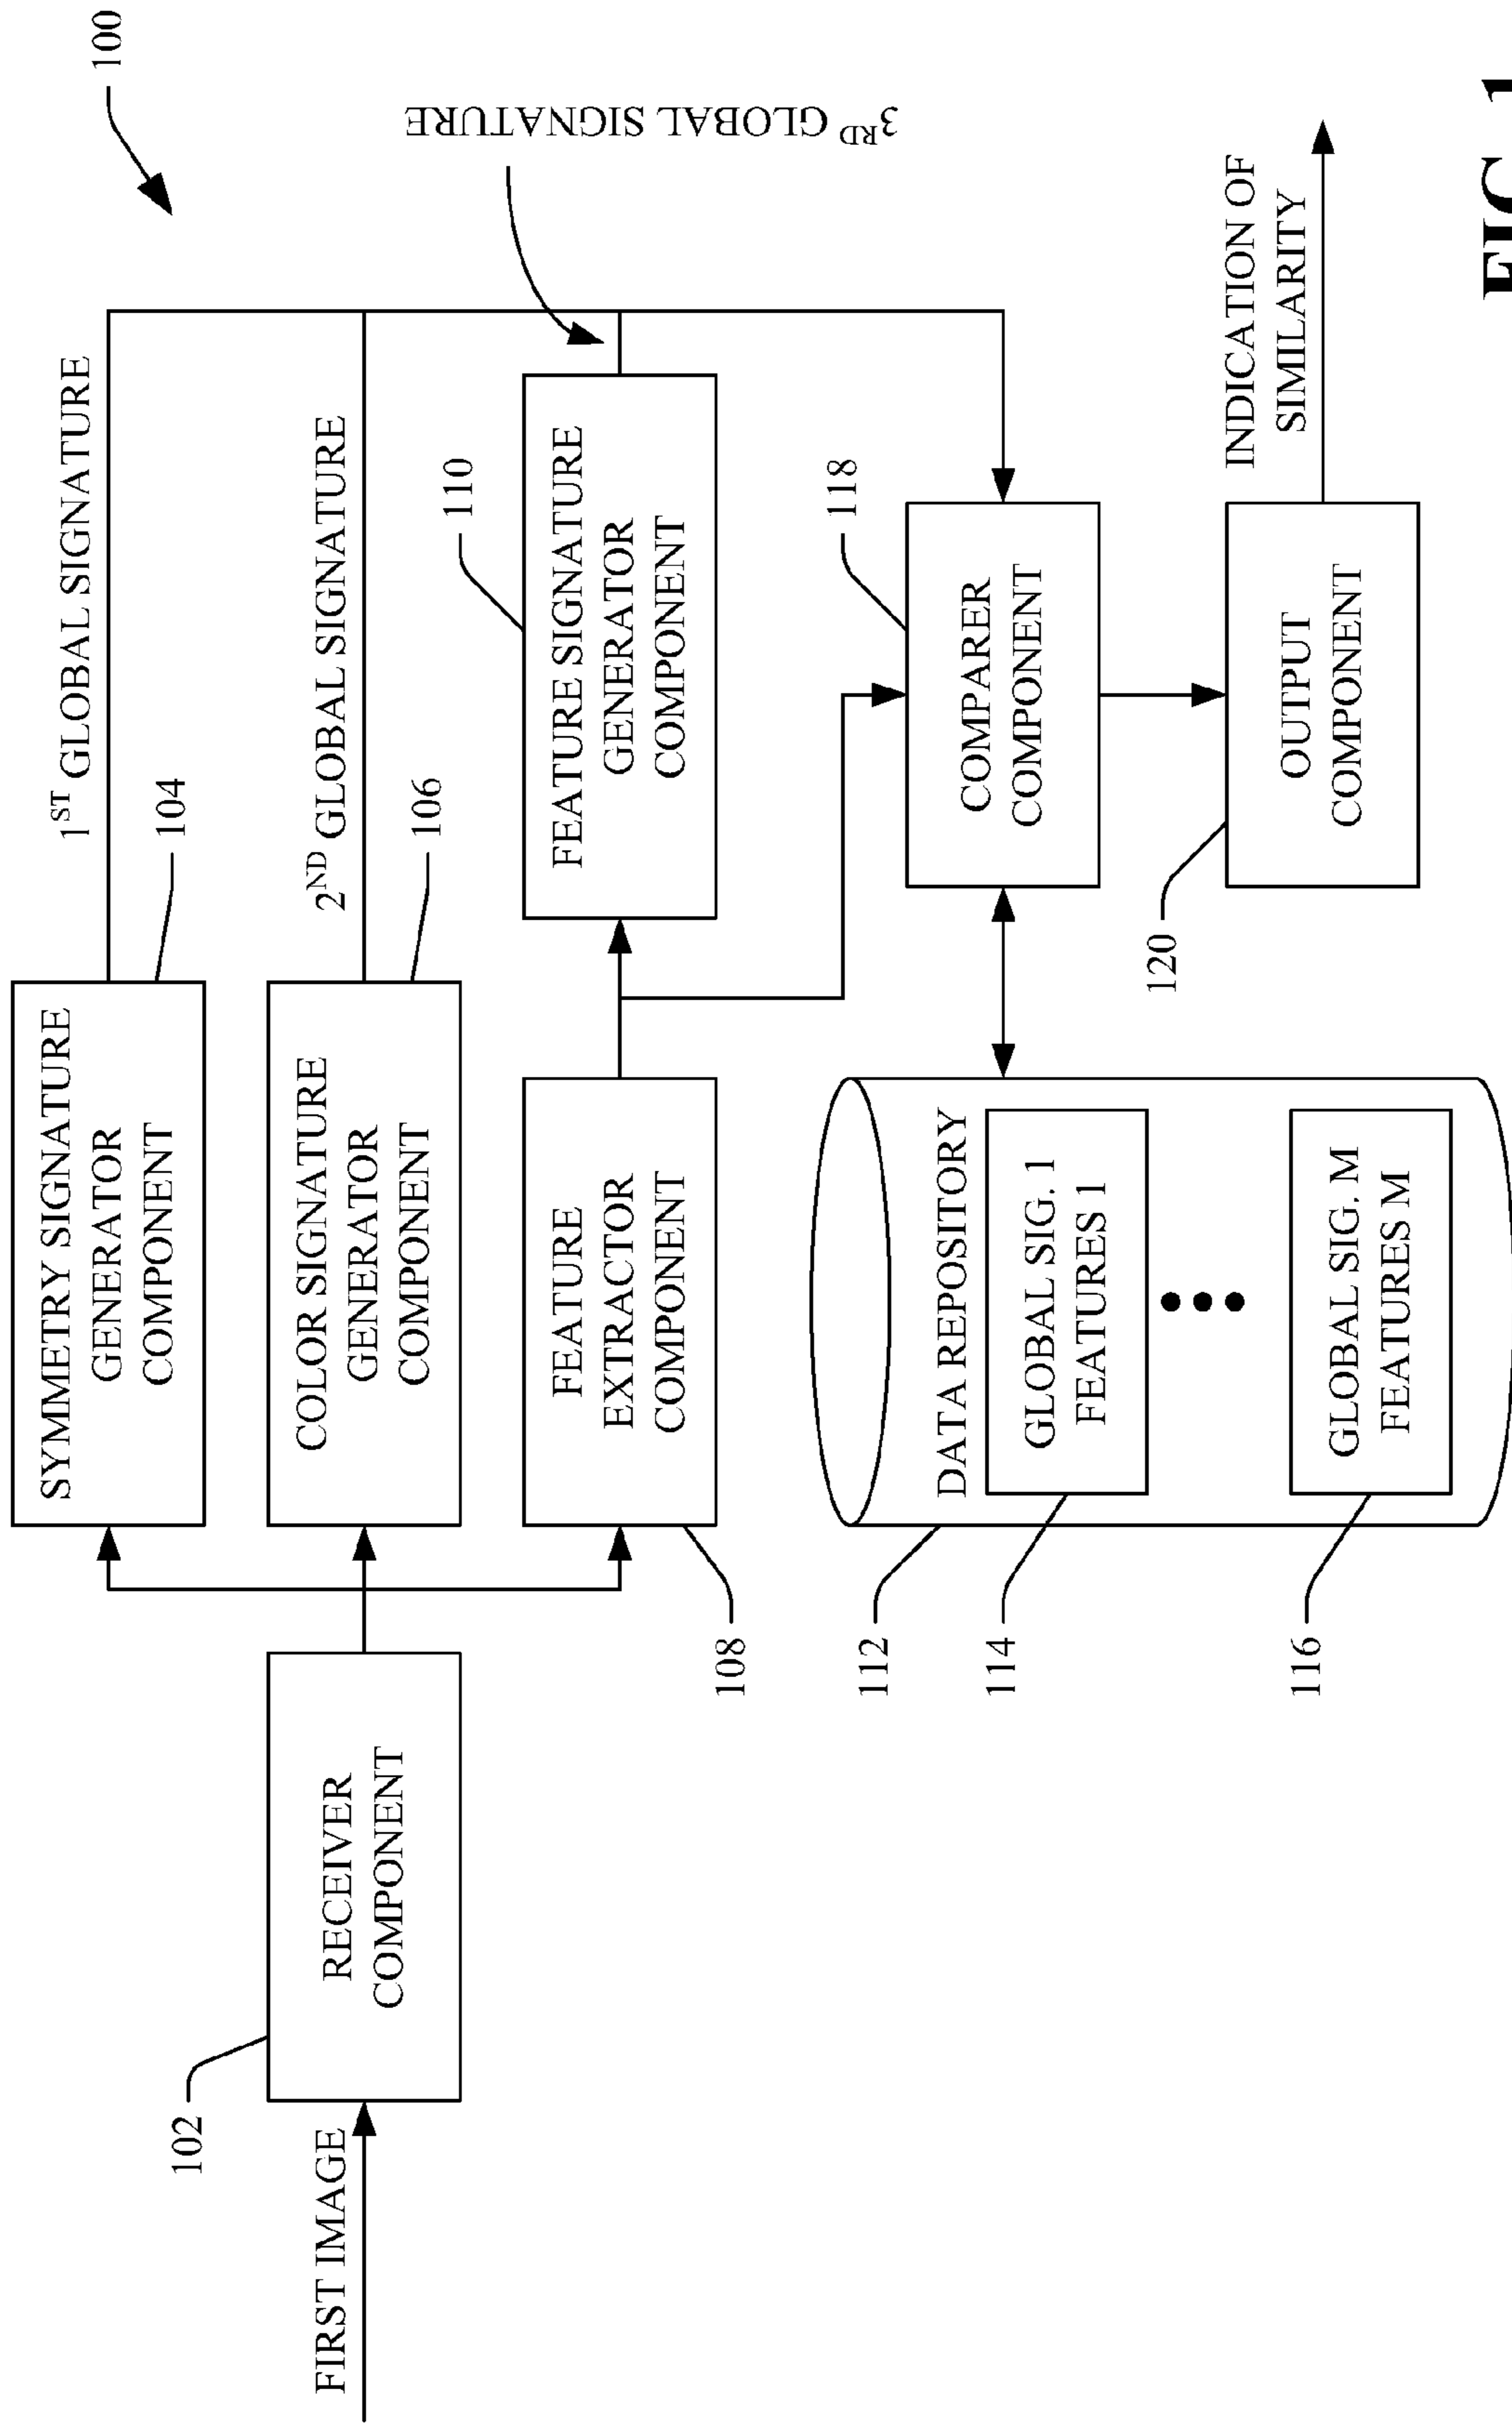 100
1ST GLOBAL SIGNATURE
SYMMETRY SIGNATURE
GENERATOR
COMPONENT
104
2ND GLOBAL SIGNATURE
COLOR SIGNATURE
GENERATOR
COMPONENT
106
3RD GLOBAL SIGNATURE
FIRST IMAGE
102
RECEIVER
COMPONENT
FEATURE
EXTRACTOR
COMPONENT
108
110
FEATURE SIGNATURE
GENERATOR
COMPONENT
112
DATA REPOSITORY
114
GLOBAL SIG. 1
FEATURES 1
116
GLOBAL SIG. M
FEATURES M
118
COMPARER
COMPONENT
120
OUTPUT
COMPONENT
INDICATION OF
SIMILARITY
FIG. 1